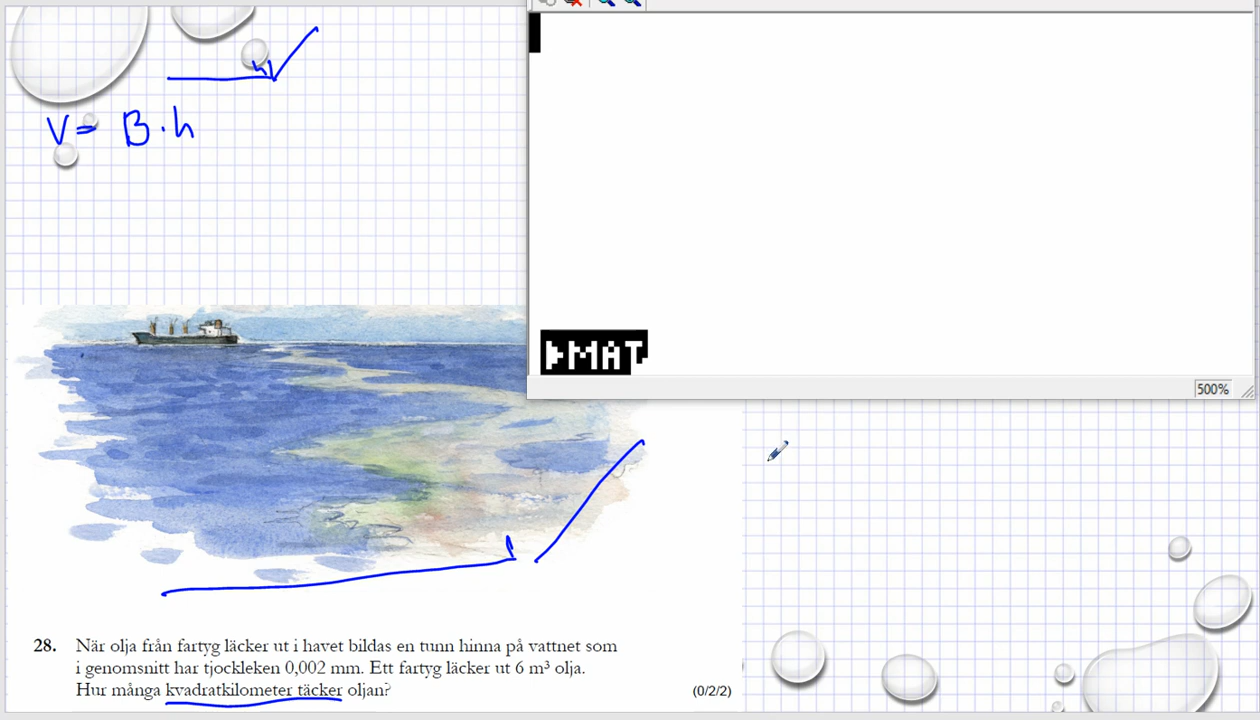 V = B · h
▶MAT
500%
28. När olja från fartyg läcker ut i havet bildas en tunn hinna på vattnet som
i genomsnitt har tjockleken 0,002 mm. Ett fartyg läcker ut 6 m³ olja.
Hur många kvadratkilometer täcker oljan? (0/2/2)